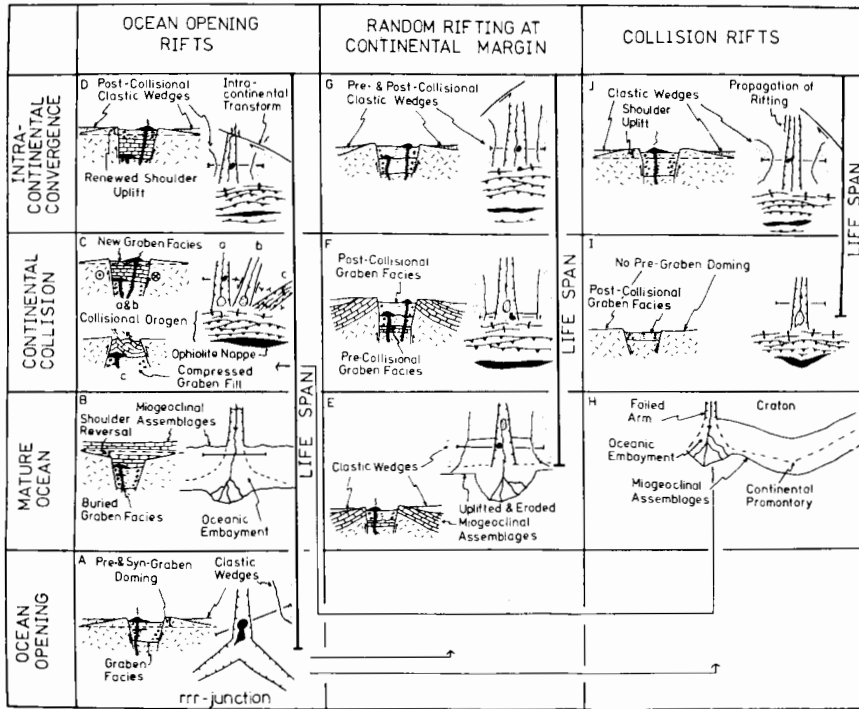 OCEAN OPENING
RIFTS
RANDOM RIFTING AT
CONTINENTAL MARGIN
COLLISION RIFTS
INTRA-
CONTINENTAL
CONVERGENCE
D
Post-Collisional
Clastic Wedges
Intra-
continental
Transform
Renewed Shoulder
Uplift
G
Pre- & Post-Collisional
Clastic Wedges
J
Clastic Wedges
Shoulder
Uplift
Propagation of
Rifting
CONTINENTAL
COLLISION
C
New Graben Facies
a&b
Collisional Orogen
a
b
c
Ophiolite Nappe
c
Compressed
Graben Fill
F
Post-Collisional
Graben Facies
Pre-Collisional
Graben Facies
I
No Pre-Graben Doming
Post-Collisional
Graben Facies
MATURE
OCEAN
B
Shoulder
Reversal
Miogeoclinal
Assemblages
Buried
Graben Facies
Oceanic
Embayment
E
Clastic Wedges
Uplifted & Eroded
Miogeoclinal
Assemblages
H
Failed
Arm
Craton
Oceanic
Embayment
Miogeoclinal
Assemblages
Continental
Promontory
OCEAN
OPENING
A
Pre-&Syn-Graben
Doming
Clastic
Wedges
Graben
Facies
rrr-junction
LIFE SPAN
LIFE SPAN
LIFE SPAN